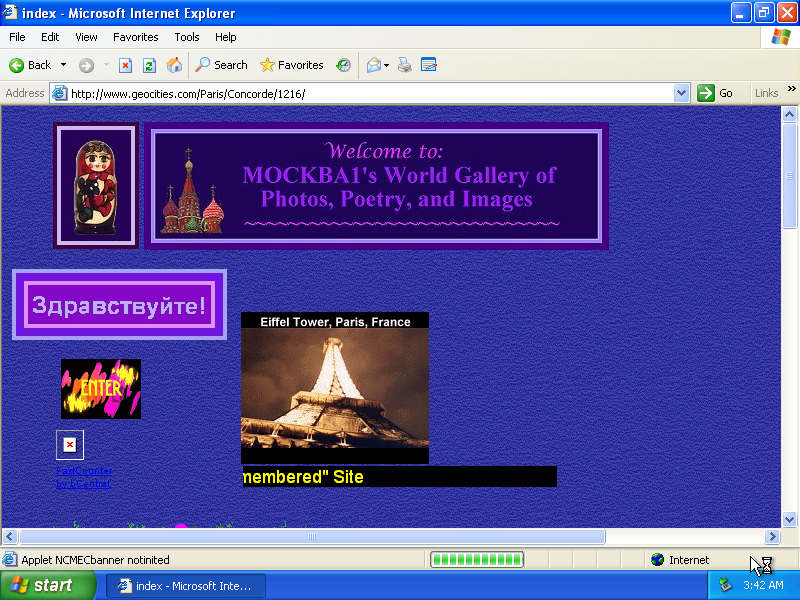 index - Microsoft Internet Explorer
File Edit View Favorites Tools Help
Back Search Favorites
Address http://www.geocities.com/Paris/Concorde/1216/ Go Links »
Welcome to:
MOCKBA1's World Gallery of
Photos, Poetry, and Images
~~~~~~~~~~~~~~~~~~~~~~~~~~~~
Здравствуйте!
Eiffel Tower, Paris, France
ENTER
FastCounter
by bCentral
membered" Site
Applet NCMECbanner notinited Internet
start index - Microsoft Inte... 3:42 AM